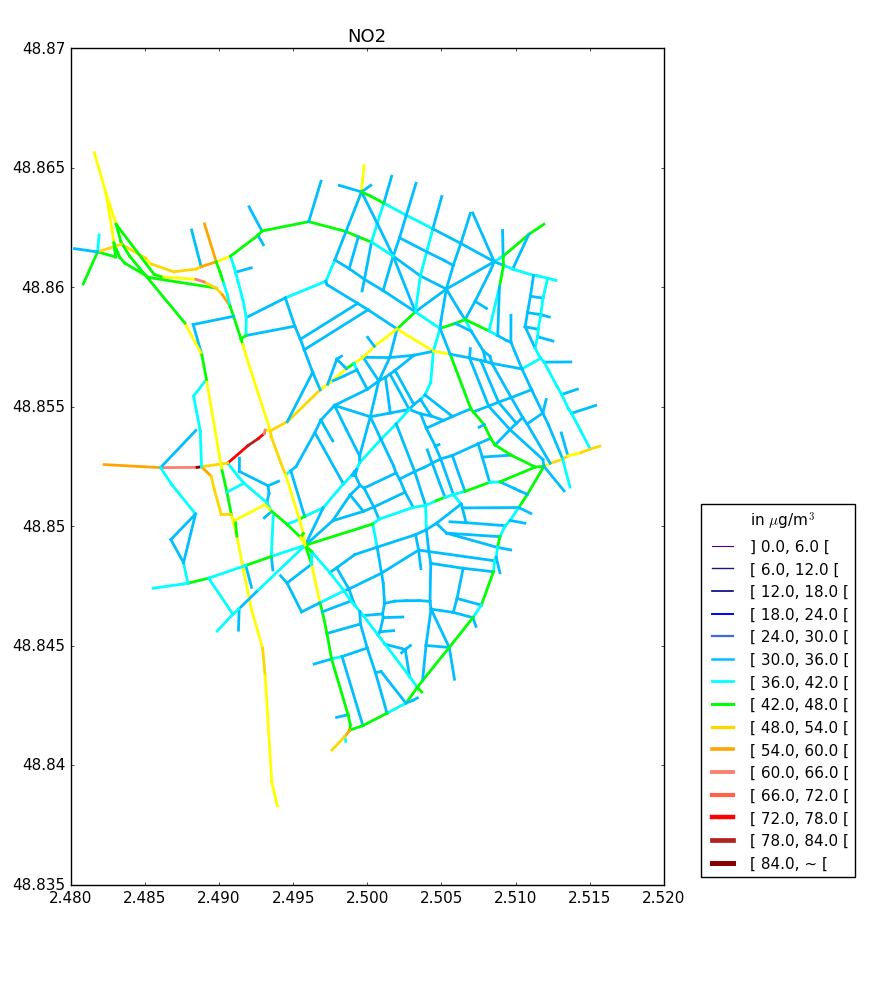 NO2
48.87
48.865
48.86
48.855
48.85
48.845
48.84
48.835
2.480 2.485 2.490 2.495 2.500 2.505 2.510 2.515 2.520
in μg/m³
] 0.0, 6.0 [
[ 6.0, 12.0 [
[ 12.0, 18.0 [
[ 18.0, 24.0 [
[ 24.0, 30.0 [
[ 30.0, 36.0 [
[ 36.0, 42.0 [
[ 42.0, 48.0 [
[ 48.0, 54.0 [
[ 54.0, 60.0 [
[ 60.0, 66.0 [
[ 66.0, 72.0 [
[ 72.0, 78.0 [
[ 78.0, 84.0 [
[ 84.0, ~ [